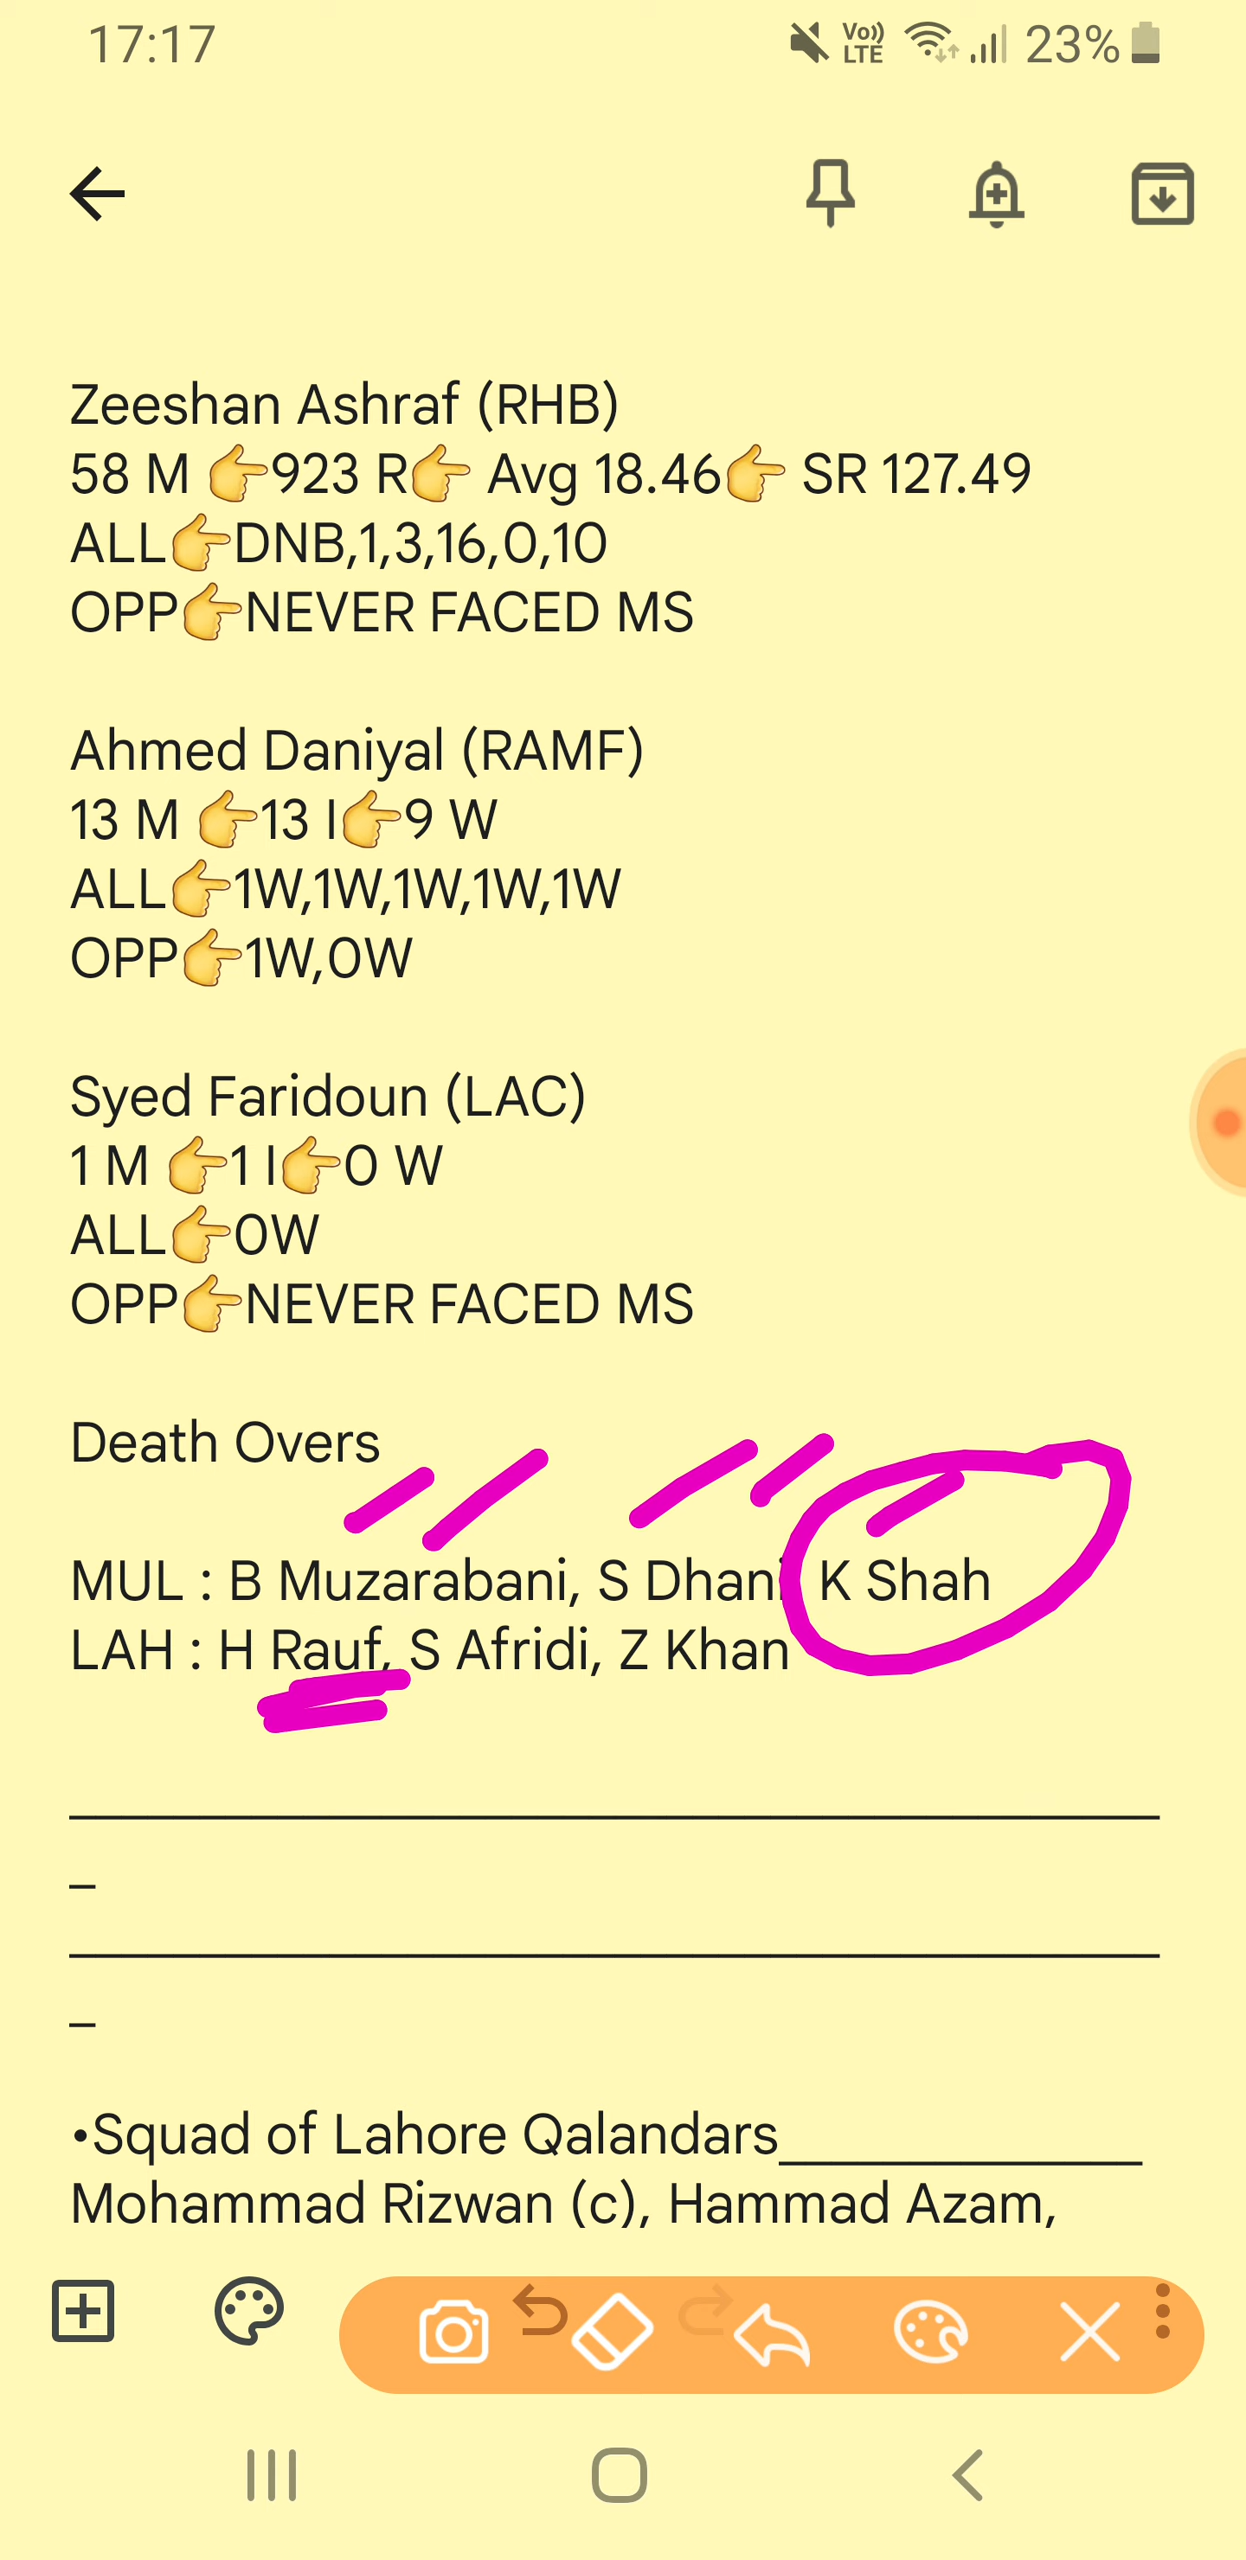 17:17 Vo)) LTE 23%
Zeeshan Ashraf (RHB)
58 M 👉923 R👉 Avg 18.46👉 SR 127.49
ALL👉DNB,1,3,16,0,10
OPP👉NEVER FACED MS
Ahmed Daniyal (RAMF)
13 M 👉13 I👉9 W
ALL👉1W,1W,1W,1W,1W
OPP👉1W,0W
Syed Faridoun (LAC)
1 M 👉1 I👉0 W
ALL👉0W
OPP👉NEVER FACED MS
Death Overs
MUL : B Muzarabani, S Dhani K Shah
LAH : H Rauf, S Afridi, Z Khan
•Squad of Lahore Qalandars______________
Mohammad Rizwan (c), Hammad Azam,